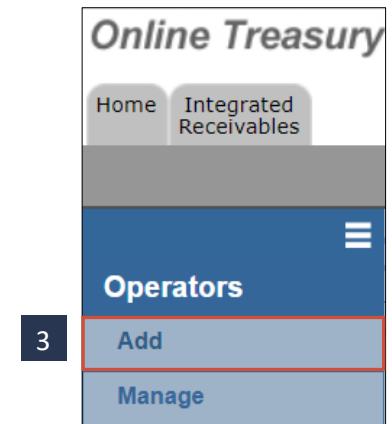 Online Treasury
Home
Integrated
Receivables
Operators
3
Add
Manage